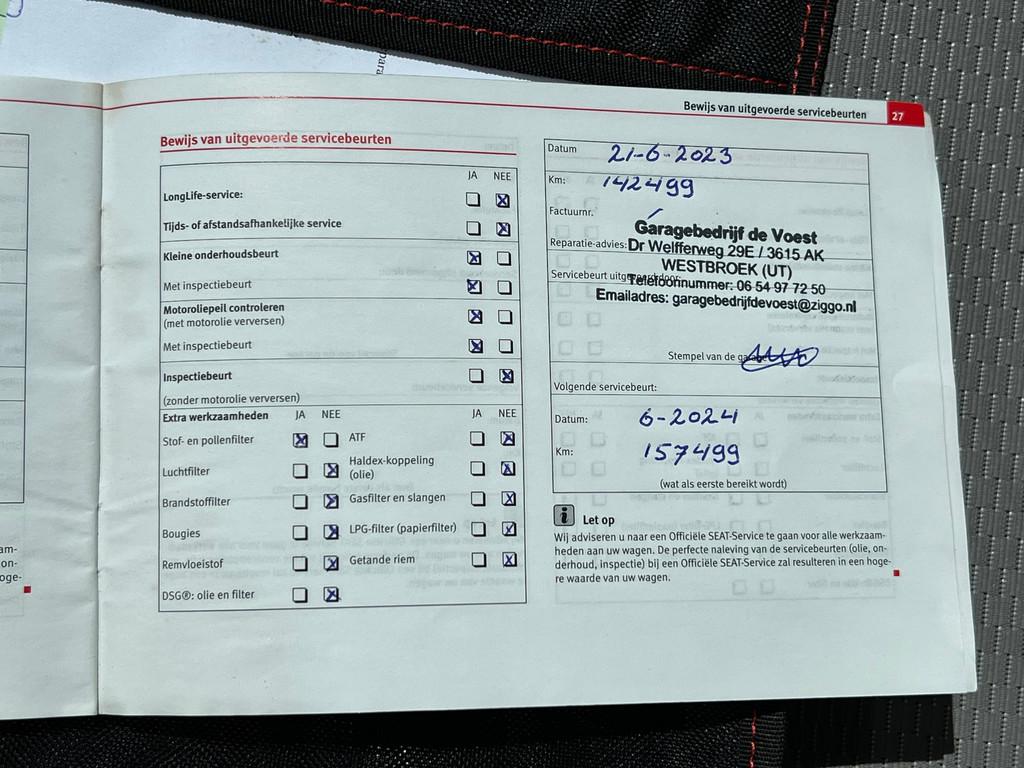 para
Bewijs van uitgevoerde servicebeurten 27
Bewijs van uitgevoerde servicebeurten
JA NEE
LongLife-service:
Tijds- of afstandsafhankelijke service
Kleine onderhoudsbeurt
Met inspectiebeurt
Motoroliepeil controleren
(met motorolie verversen)
Met inspectiebeurt
Inspectiebeurt
(zonder motorolie verversen)
Extra werkzaamheden JA NEE JA NEE
Stof- en pollenfilter ATF
Luchtfilter Haldex-koppeling
(olie)
Brandstoffilter Gasfilter en slangen
Bougies LPG-filter (papierfilter)
Remvloeistof Getande riem
DSG®: olie en filter
Datum 21-6-2023
Km: 142499
Factuurnr.
Garagebedrijf de Voest
Reparatie-advies: Dr Welfferweg 29E / 3615 AK
WESTBROEK (UT)
Servicebeurt
Telefoonnummer: 06 54 97 72 50
Emailadres: garagebedrijfdevoest@ziggo.nl
Stempel van de
Volgende servicebeurt:
Datum: 6-2024
Km: 157499
(wat als eerste bereikt wordt)
i Let op
Wij adviseren u naar een Officiële SEAT-Service te gaan voor alle werkzaam-
heden aan uw wagen. De perfecte naleving van de servicebeurten (olie, on-
derhoud, inspectie) bij een Officiële SEAT-Service zal resulteren in een hoge-
re waarde van uw wagen.
am-
on-
oge-